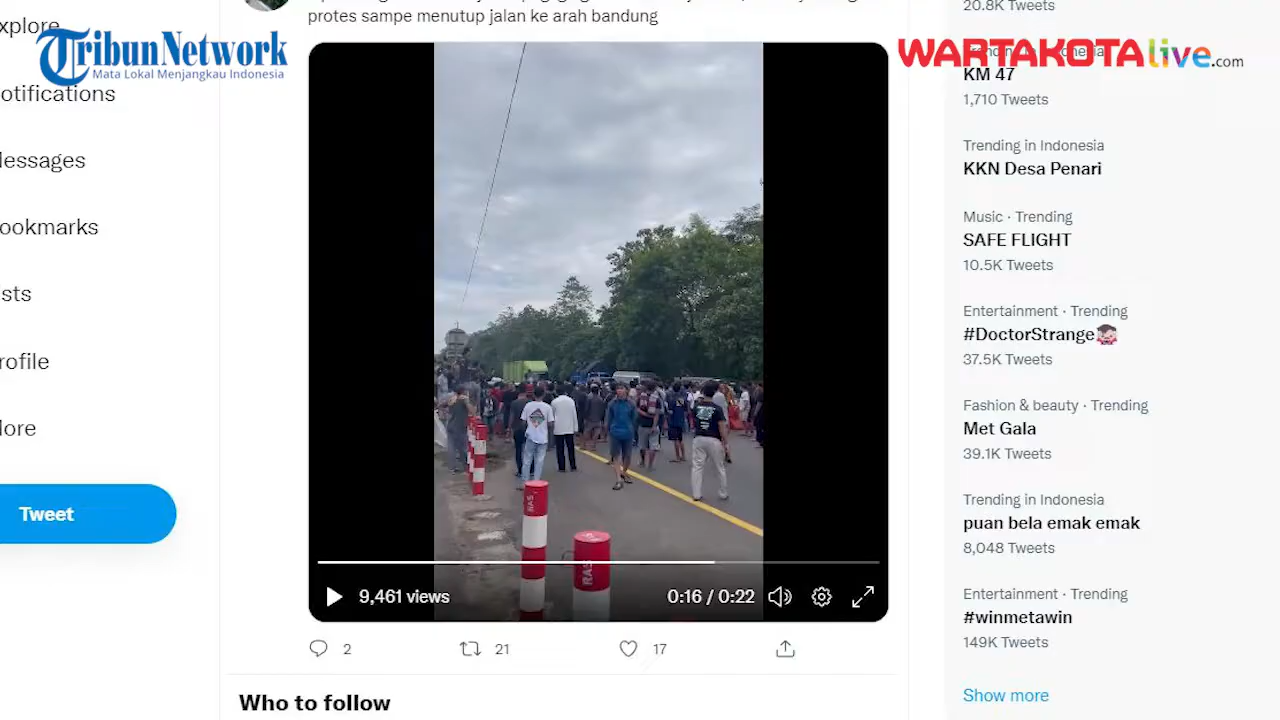 protes sampe menutup jalan ke arah bandung
xplore
TribunNetwork
Mata Lokal Menjangkau Indonesia
otifications
essages
ookmarks
sts
rofile
ore
Tweet
RAS
RAS
9,461 views
0:16 / 0:22
2
21
17
Who to follow
20.8K Tweets
WARTAKOTAlive.com
KM 47
1,710 Tweets
Trending in Indonesia
KKN Desa Penari
Music · Trending
SAFE FLIGHT
10.5K Tweets
Entertainment · Trending
#DoctorStrange
37.5K Tweets
Fashion & beauty · Trending
Met Gala
39.1K Tweets
Trending in Indonesia
puan bela emak emak
8,048 Tweets
Entertainment · Trending
#winmetawin
149K Tweets
Show more